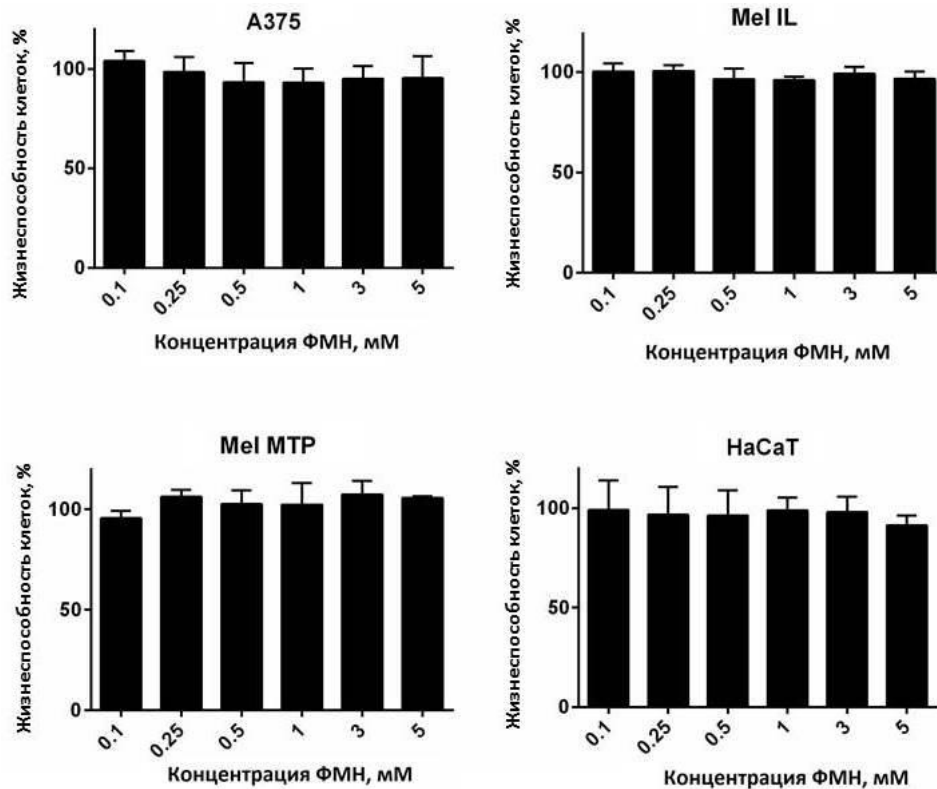 A375
Жизнеспособность клеток, %
100
50
0
0.1 0.25 0.5 1 3 5
Концентрация ФМН, мМ
Mel IL
Жизнеспособность клеток, %
100
50
0
0.1 0.25 0.5 1 3 5
Концентрация ФМН, мМ
Mel MTP
Жизнеспособность клеток, %
100
50
0
0.1 0.25 0.5 1 3 5
Концентрация ФМН, мМ
HaCaT
Жизнеспособность клеток, %
100
50
0
0.1 0.25 0.5 1 3 5
Концентрация ФМН, мМ